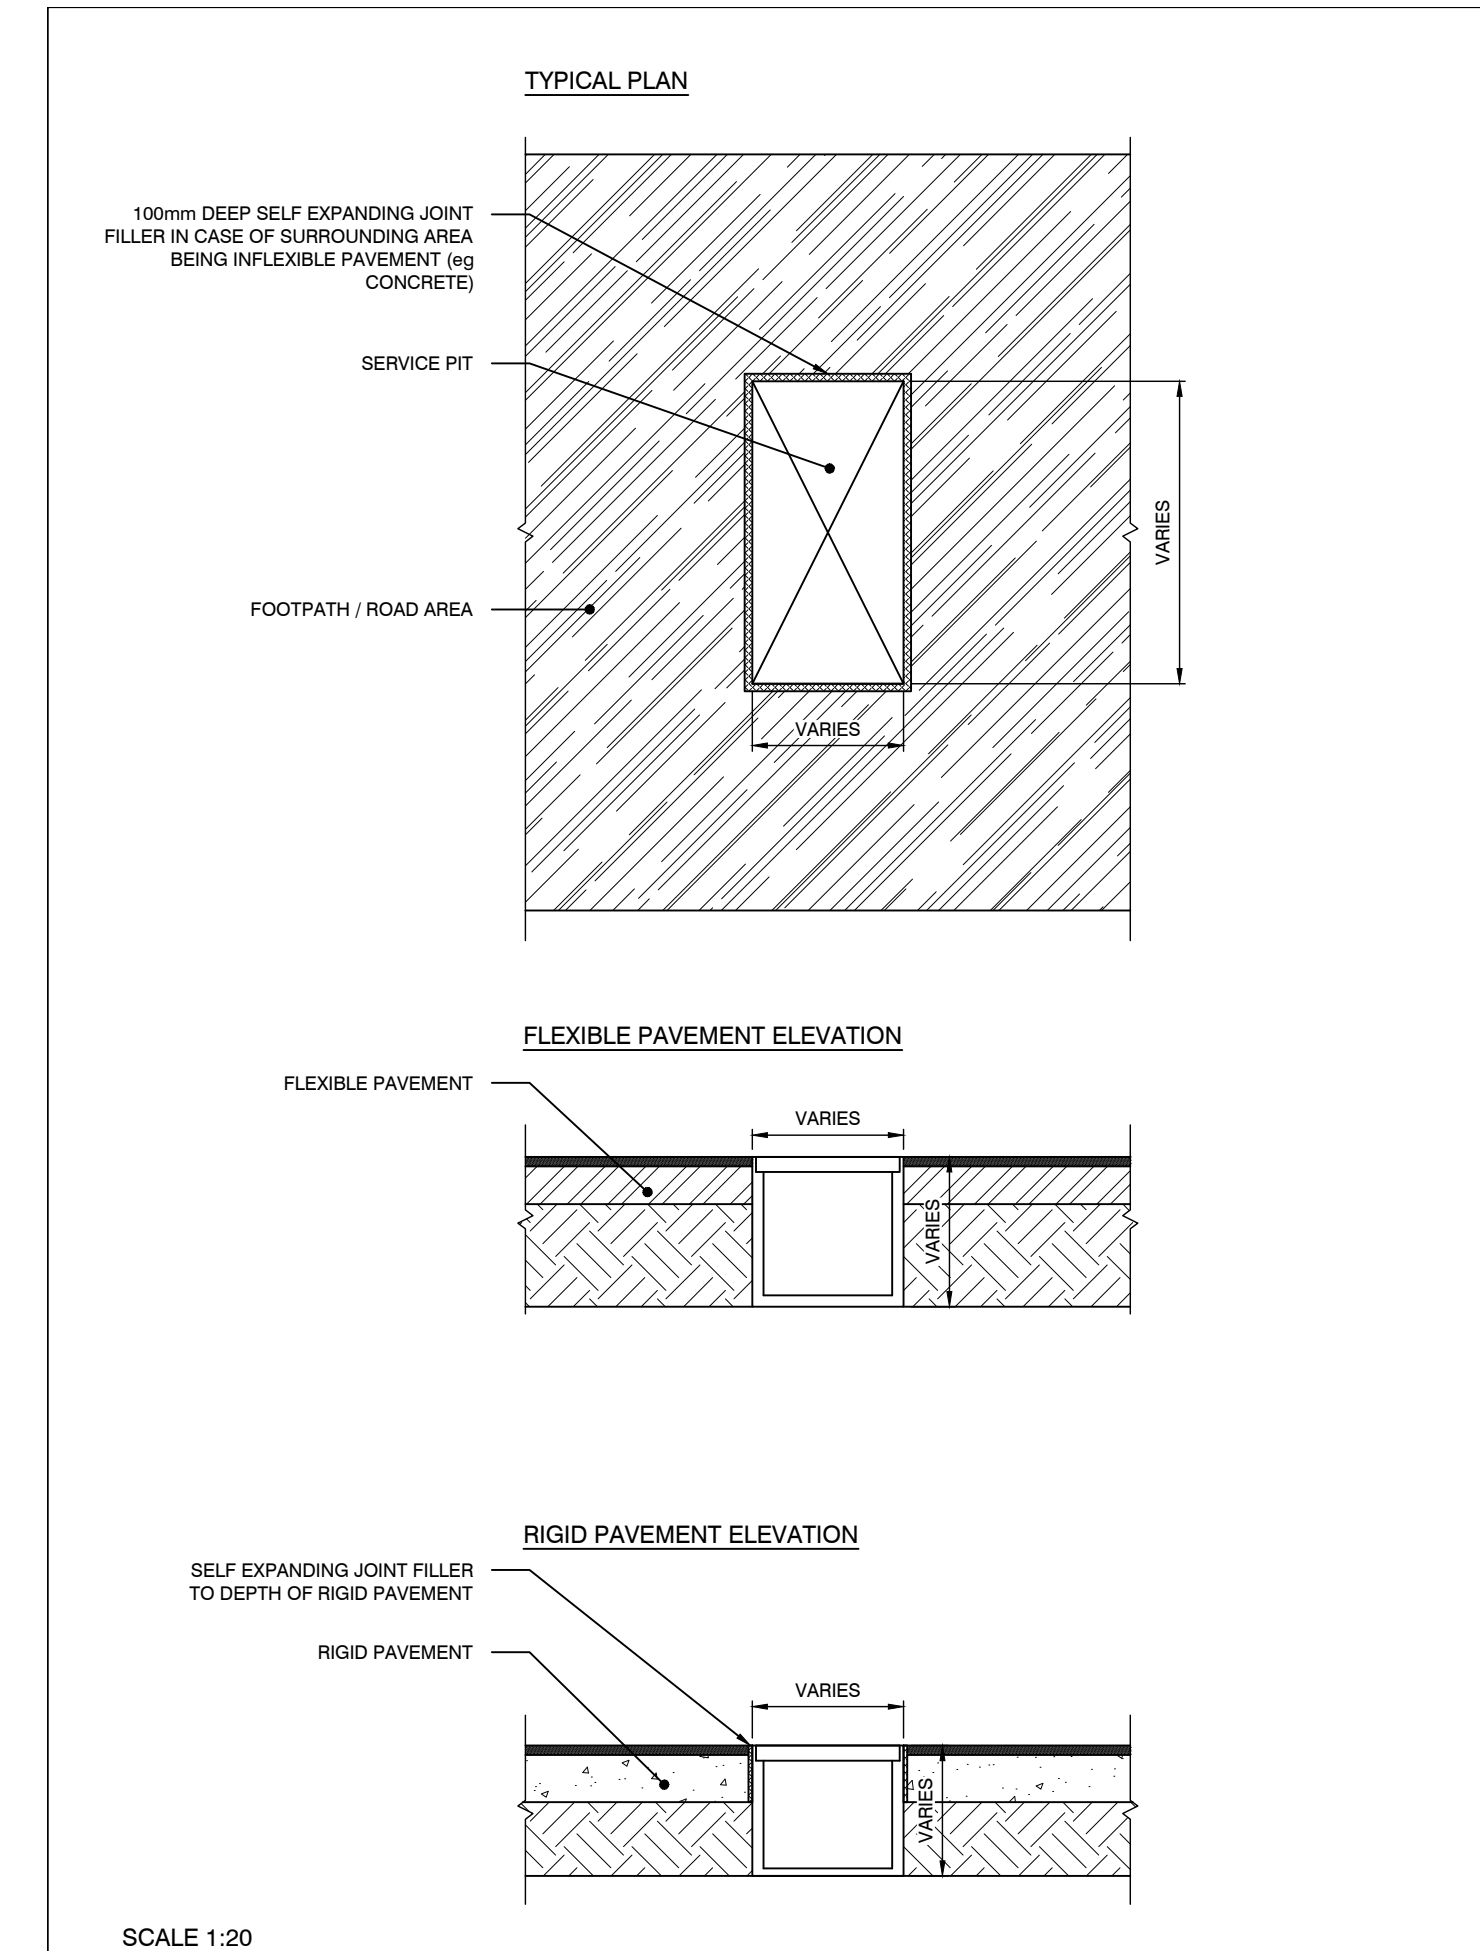 TYPICAL PLAN
100mm DEEP SELF EXPANDING JOINT
FILLER IN CASE OF SURROUNDING AREA
BEING INFLEXIBLE PAVEMENT (eg
CONCRETE)
SERVICE PIT
VARIES
FOOTPATH / ROAD AREA
VARIES
FLEXIBLE PAVEMENT ELEVATION
FLEXIBLE PAVEMENT
VARIES
VARIES
RIGID PAVEMENT ELEVATION
SELF EXPANDING JOINT FILLER
TO DEPTH OF RIGID PAVEMENT
RIGID PAVEMENT
VARIES
VARIES
SCALE 1:20